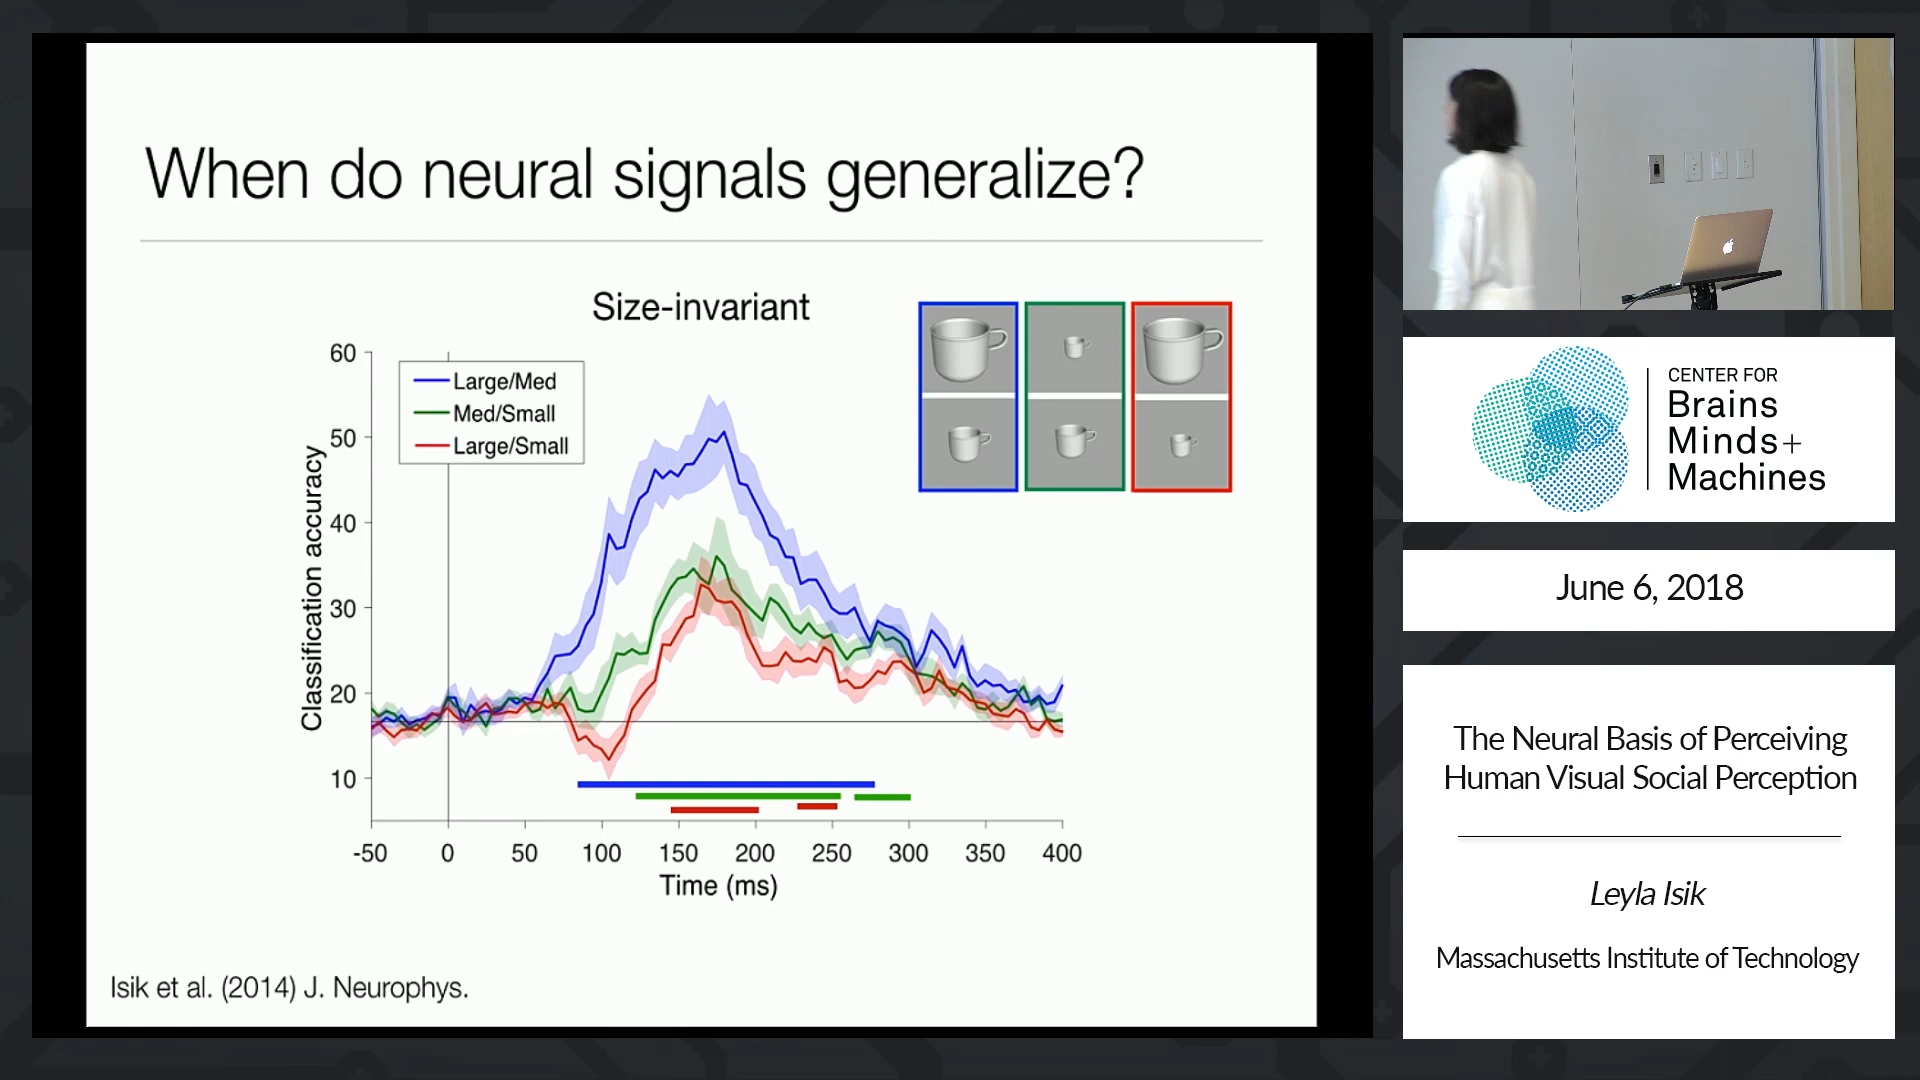 When do neural signals generalize?
Size-invariant
Large/Med
Med/Small
Large/Small
Classification accuracy
60
50
40
30
20
10
-50 0 50 100 150 200 250 300 350 400
Time (ms)
Isik et al. (2014) J. Neurophys.
CENTER FOR
Brains
Minds+
Machines
June 6, 2018
The Neural Basis of Perceiving
Human Visual Social Perception
Leyla Isik
Massachusetts Institute of Technology